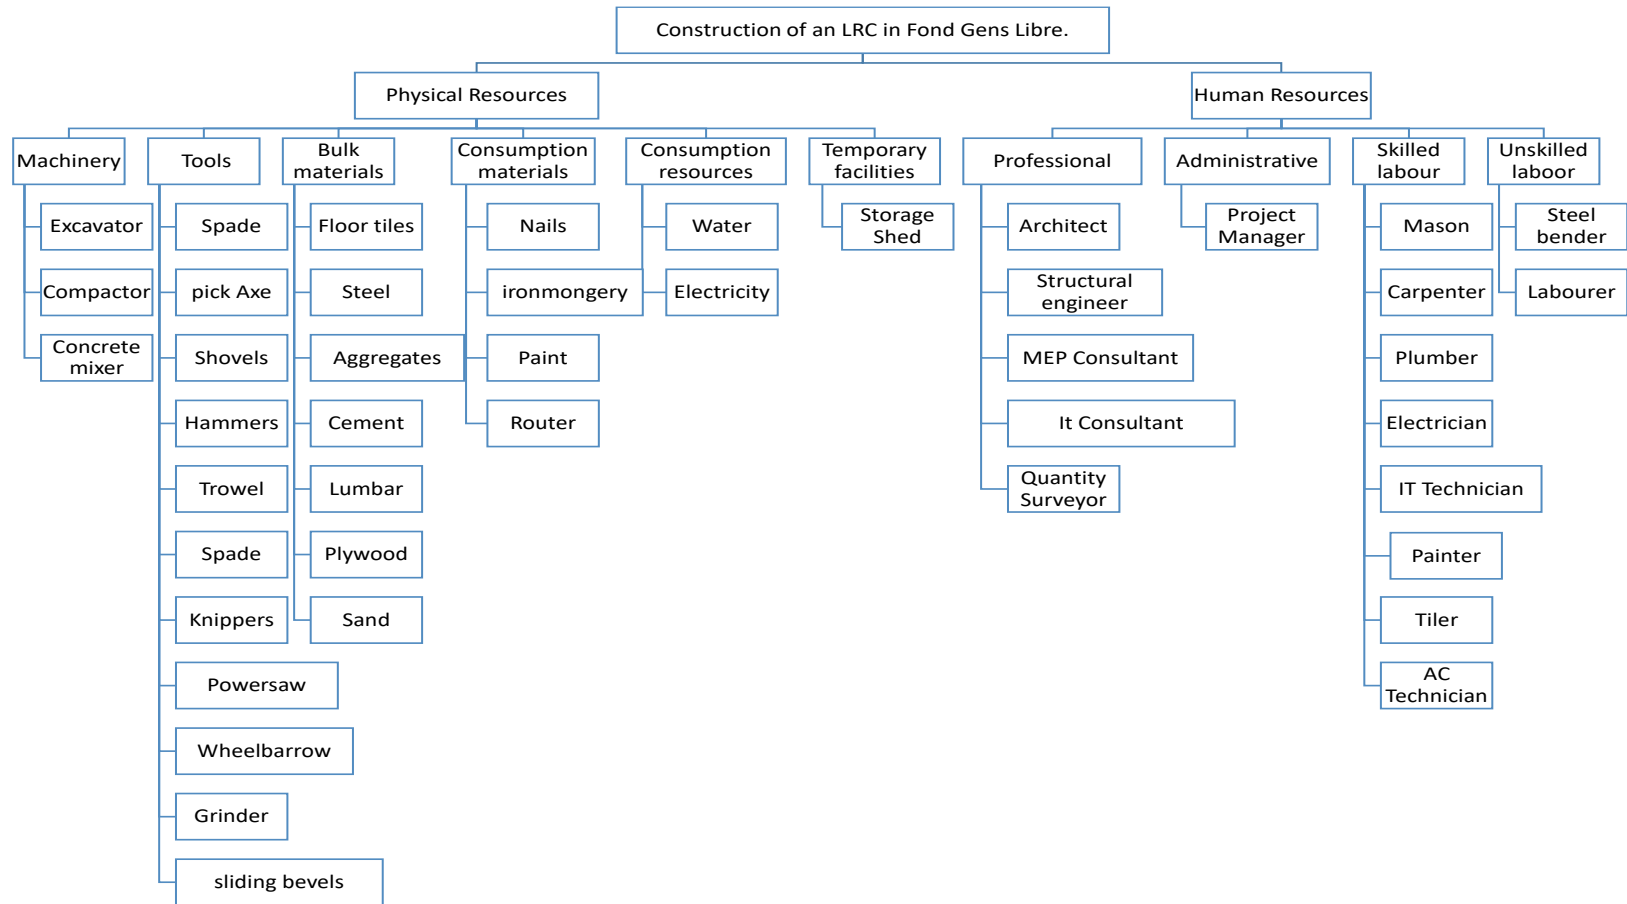 Construction of an LRC in Fond Gens Libre.
Physical Resources
Human Resources
Machinery
Excavator
Compactor
Concrete
mixer
Tools
Spade
pick Axe
Shovels
Hammers
Trowel
Spade
Knippers
Powersaw
Wheelbarrow
Grinder
sliding bevels
Bulk
materials
Floor tiles
Steel
Aggregates
Cement
Lumbar
Plywood
Sand
Consumption
materials
Nails
ironmongery
Paint
Router
Consumption
resources
Water
Electricity
Temporary
facilities
Storage
Shed
Professional
Architect
Structural
engineer
MEP Consultant
It Consultant
Quantity
Surveyor
Administrative
Project
Manager
Skilled
labour
Mason
Carpenter
Plumber
Electrician
IT Technician
Painter
Tiler
AC
Technician
Unskilled
laboor
Steel
bender
Labourer